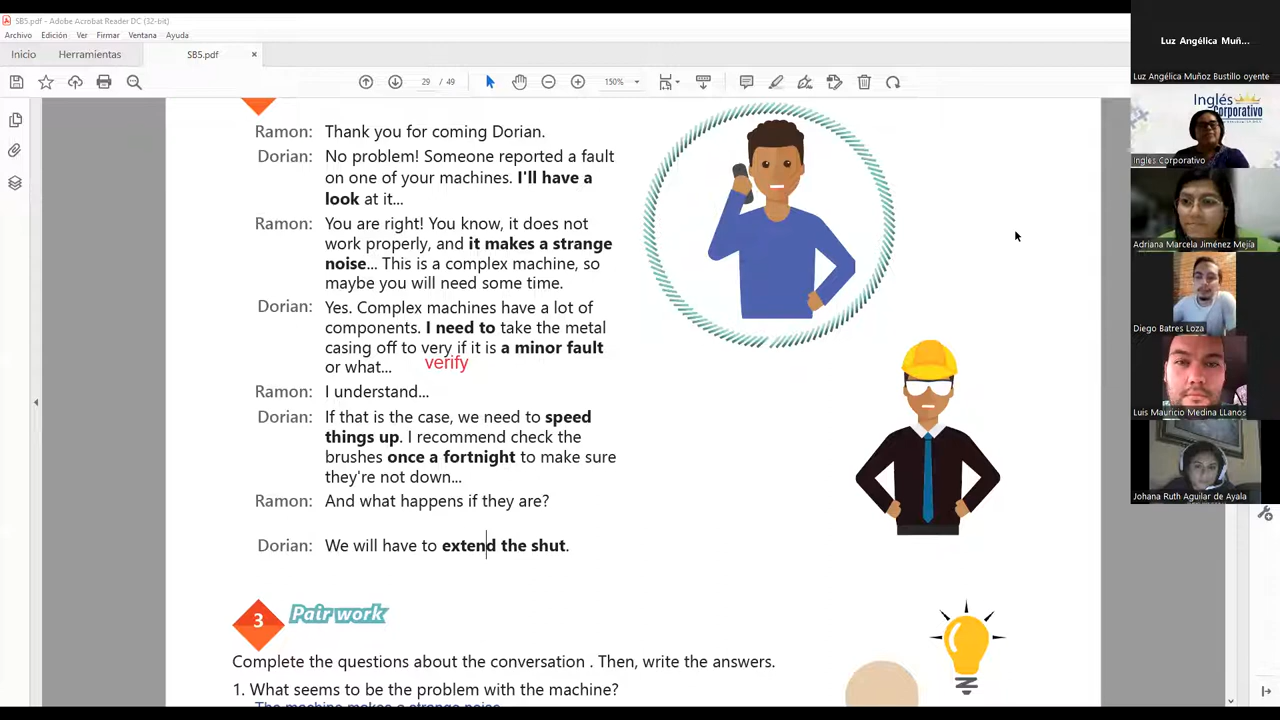 SB5.pdf - Adobe Acrobat Reader DC (32-bit)
Archivo Edición Ver Firmar Ventana Ayuda
Inicio Herramientas SB5.pdf ×
29 / 49 150%
Ramon: Thank you for coming Dorian.
Dorian: No problem! Someone reported a fault
on one of your machines. I'll have a
look at it...
Ramon: You are right! You know, it does not
work properly, and it makes a strange
noise... This is a complex machine, so
maybe you will need some time.
Dorian: Yes. Complex machines have a lot of
components. I need to take the metal
casing off to very if it is a minor fault
verify
or what...
Ramon: I understand...
Dorian: If that is the case, we need to speed
things up. I recommend check the
brushes once a fortnight to make sure
they're not down...
Ramon: And what happens if they are?
Dorian: We will have to extend the shut.
3 Pair work
Complete the questions about the conversation . Then, write the answers.
1. What seems to be the problem with the machine?
The machine makes a strange noise
Luz Angélica Muñ...
Luz Angélica Muñoz Bustillo oyente
Inglés
Corporativo
Ingles Corporativo
Adriana Marcela Jiménez Mejía
Diego Batres Loza
Luis Mauricio Medina LLanos
Johana Ruth Aguilar de Ayala